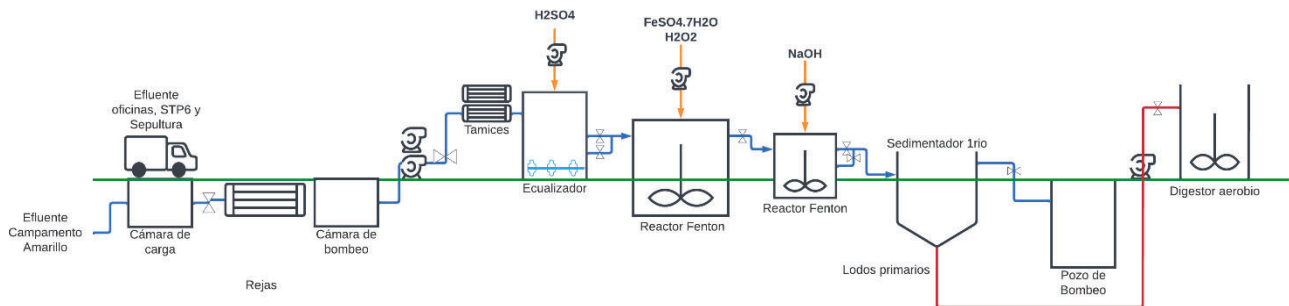 H2SO4
FeSO4.7H2O
H2O2
NaOH
Efluente
oficinas, STP6 y
Sepultura
Tamices
Sedimentador 1rio
Ecualizador
Digestor aerobio
Efluente
Campamento
Amarillo
Cámara de
carga
Cámara de
bombeo
Reactor Fenton
Reactor Fenton
Lodos primarios
Pozo de
Bombeo
Rejas